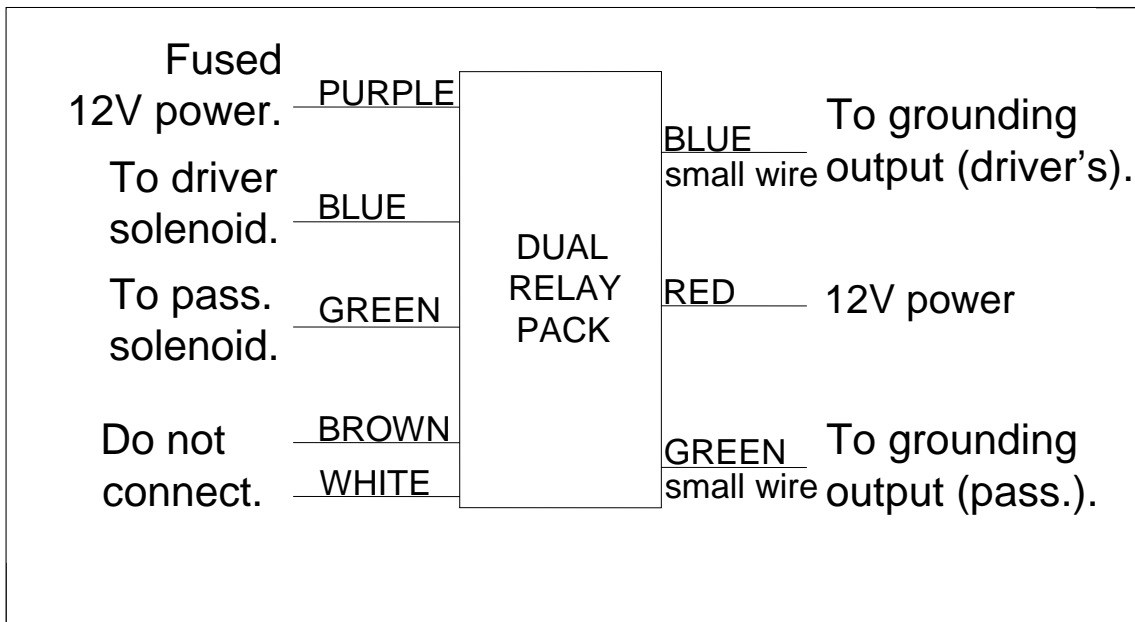 Fused
12V power.
PURPLE
To driver
solenoid.
BLUE
To pass.
solenoid.
GREEN
Do not
connect.
BROWN
WHITE
DUAL
RELAY
PACK
BLUE
small wire
To grounding
output (driver’s).
RED
12V power
GREEN
small wire
To grounding
output (pass.).